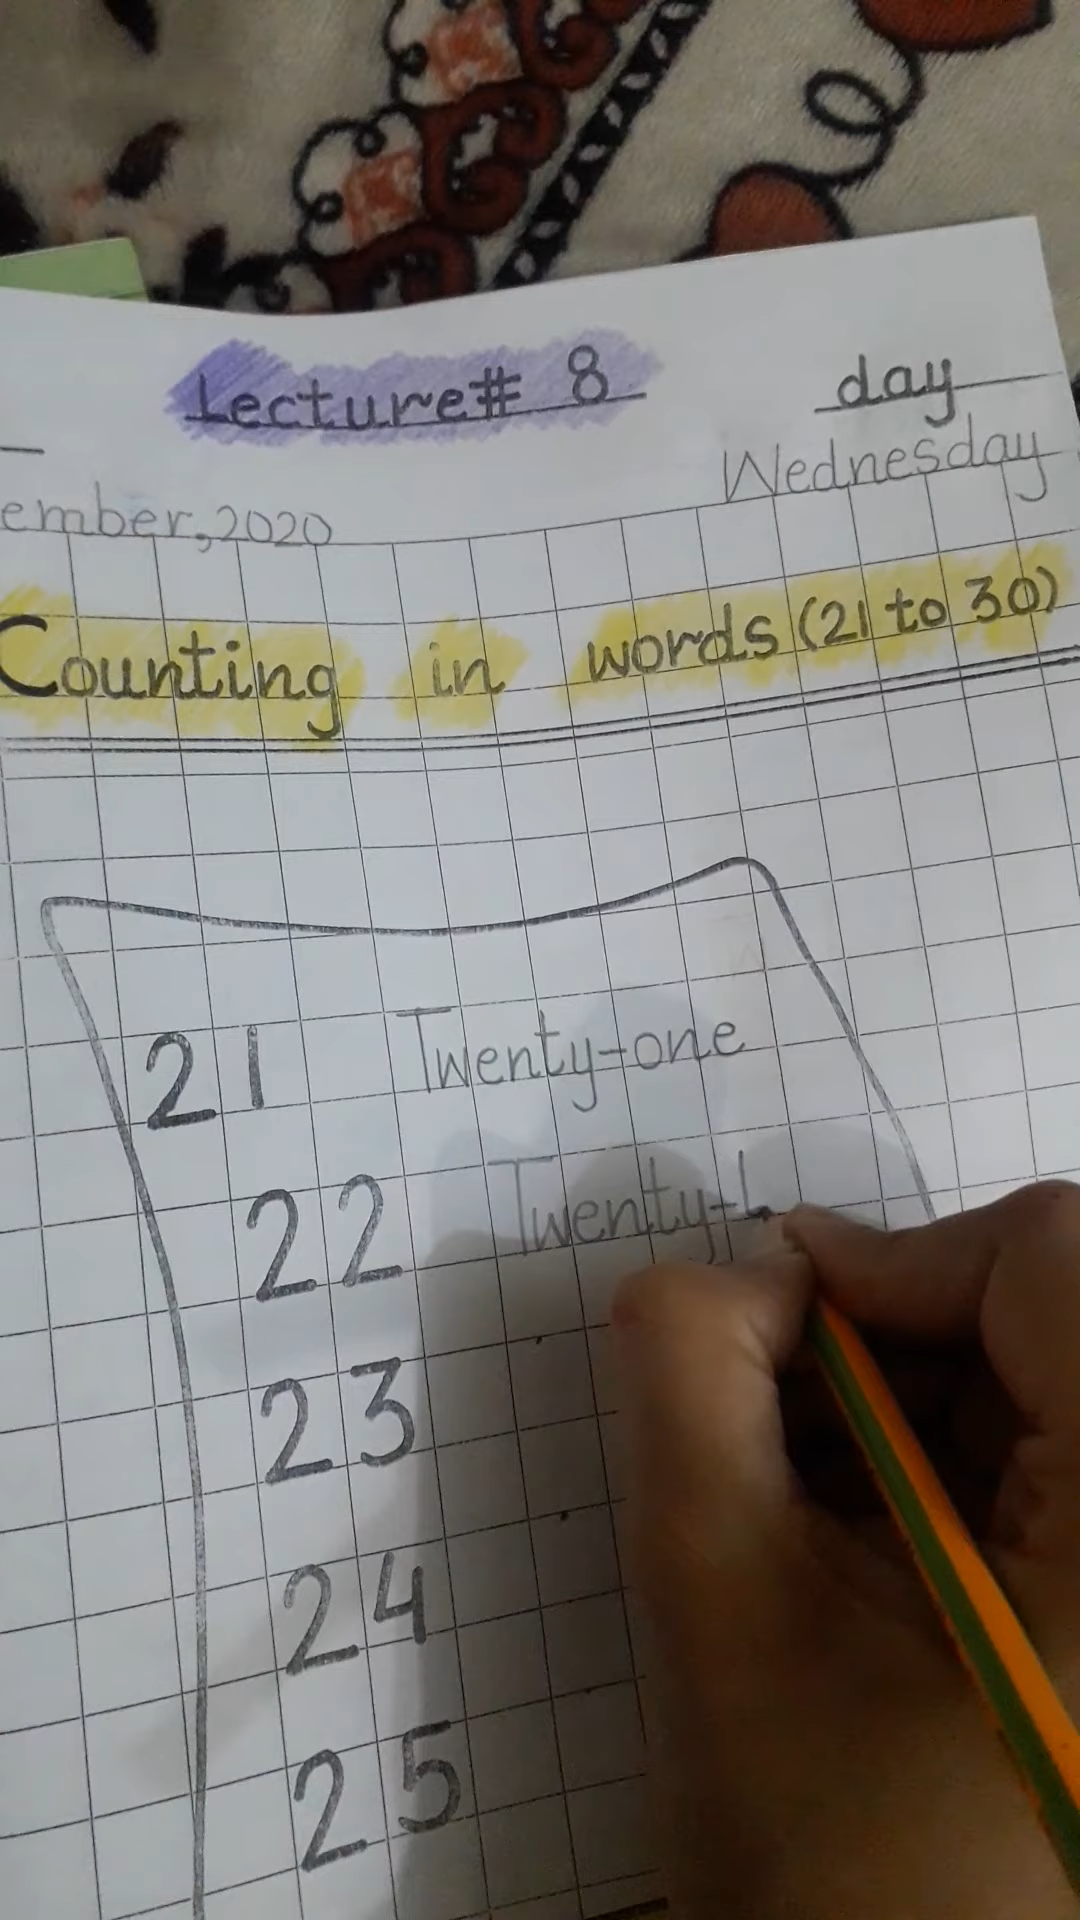 Lecture# 8
day
Wednesday
ember, 2020
Counting in words (21 to 30)
21 Twenty-one
22 Twenty-t
23
24
25